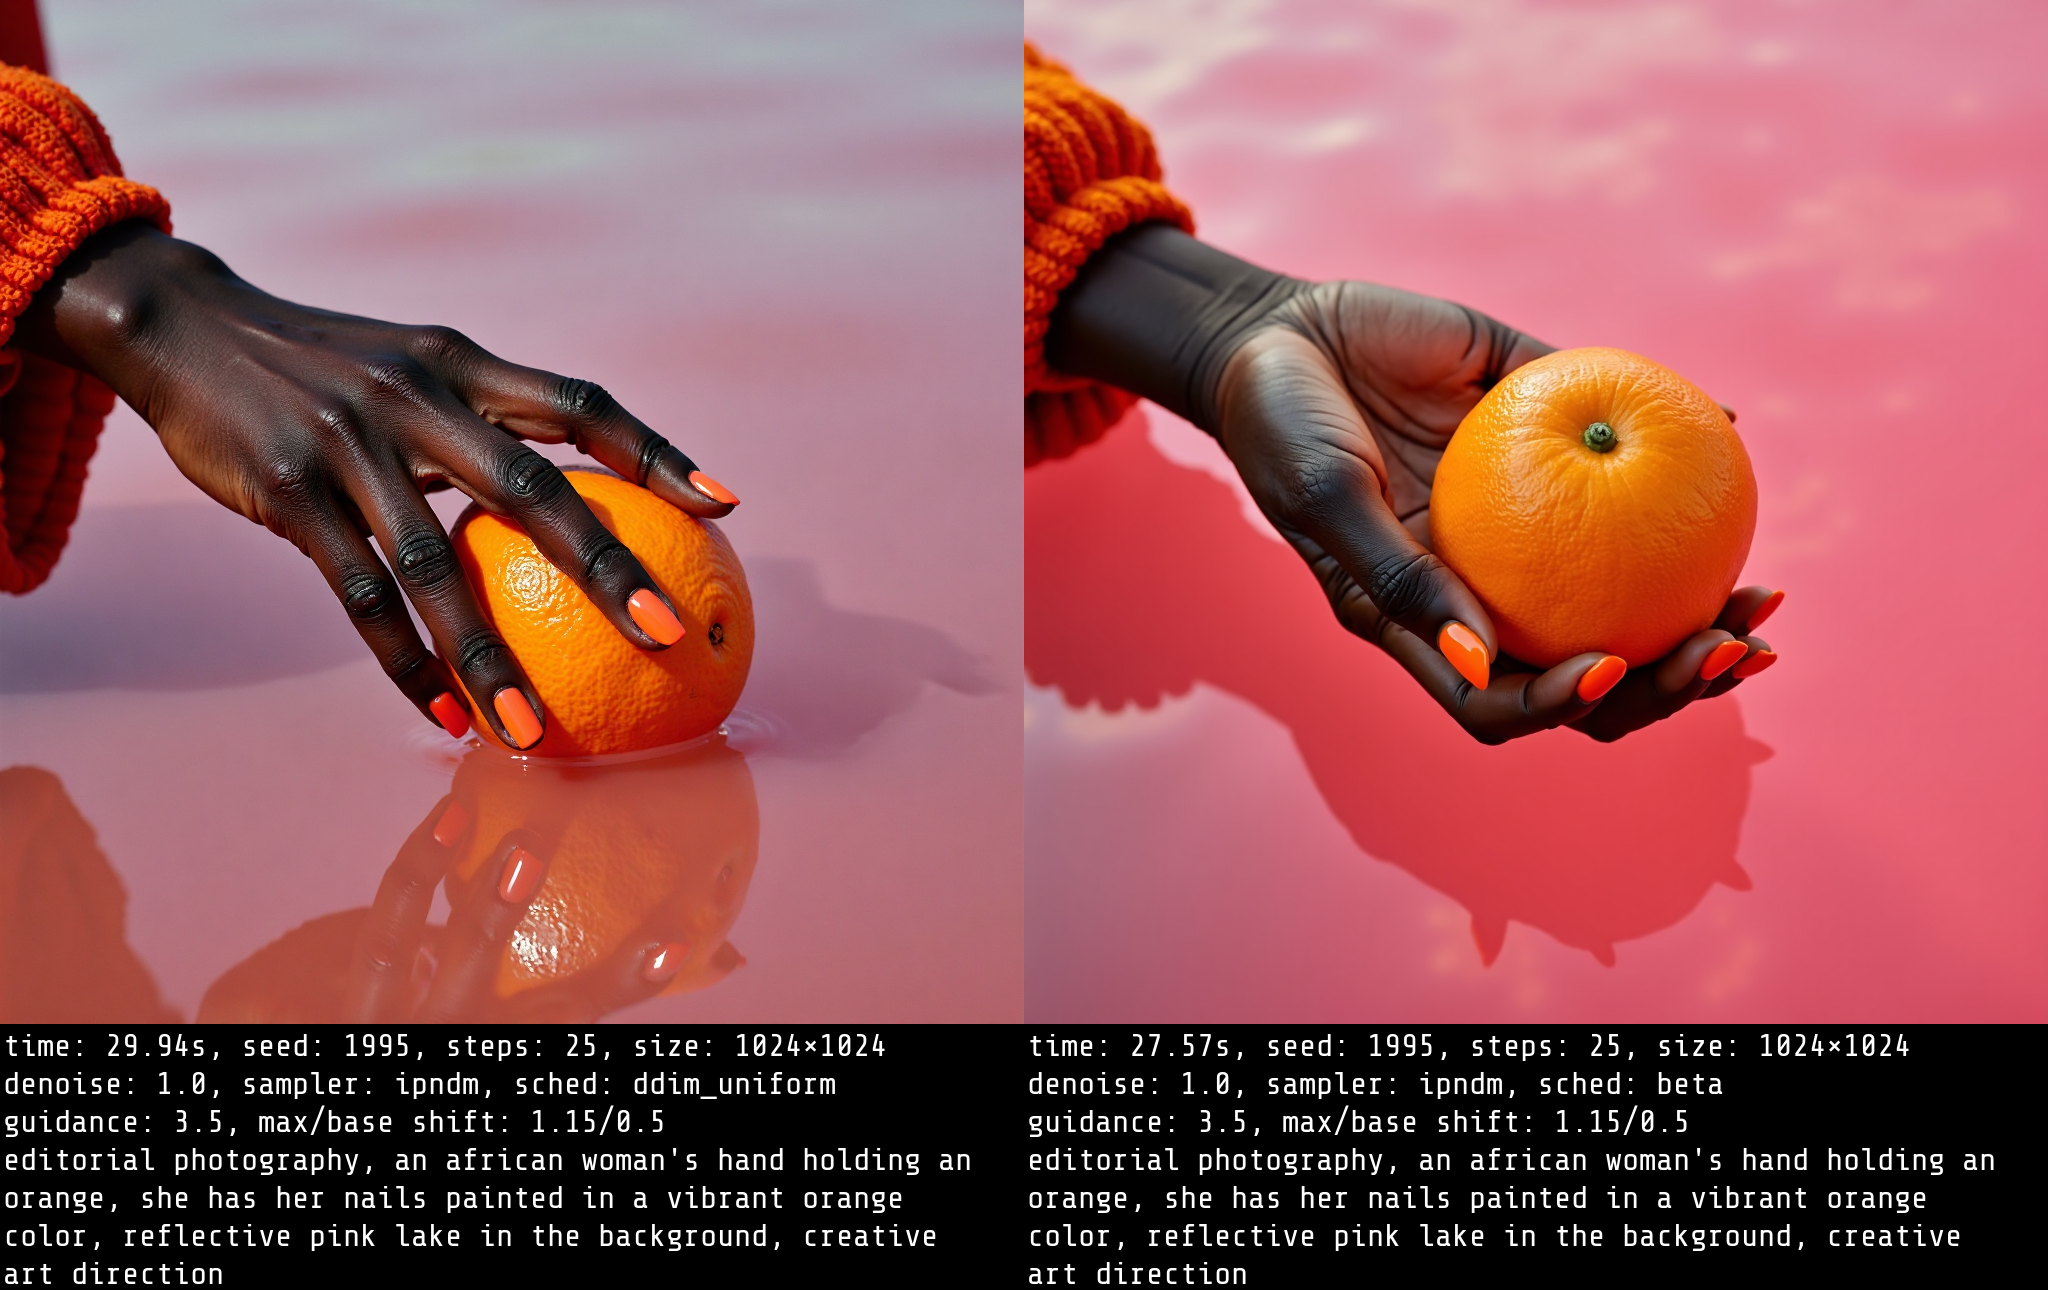 time: 29.94s, seed: 1995, steps: 25, size: 1024×1024
denoise: 1.0, sampler: ipndm, sched: ddim_uniform
guidance: 3.5, max/base shift: 1.15/0.5
editorial photography, an african woman's hand holding an
orange, she has her nails painted in a vibrant orange
color, reflective pink lake in the background, creative
art direction
time: 27.57s, seed: 1995, steps: 25, size: 1024×1024
denoise: 1.0, sampler: ipndm, sched: beta
guidance: 3.5, max/base shift: 1.15/0.5
editorial photography, an african woman's hand holding an
orange, she has her nails painted in a vibrant orange
color, reflective pink lake in the background, creative
art direction